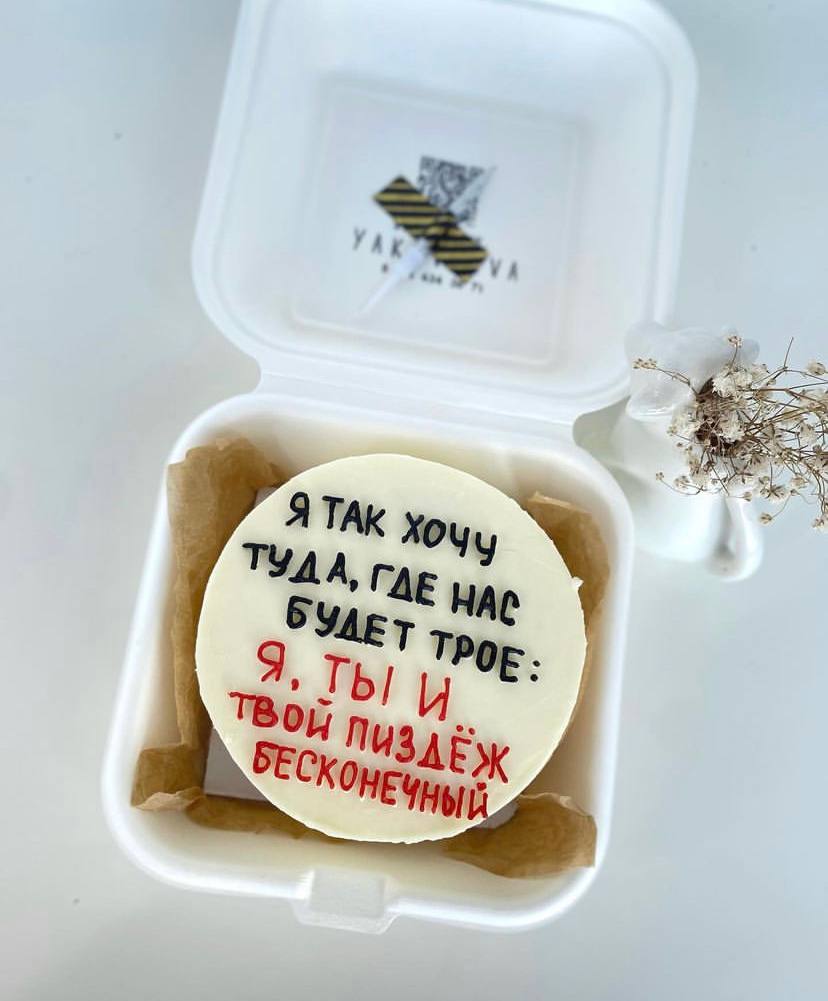 Я ТАК ХОЧУ
ТУДА, ГДЕ НАС
БУДЕТ ТРОЕ:
Я, ТЫ И
ТВОЙ ПИЗДЁЖ
БЕСКОНЕЧНЫЙ